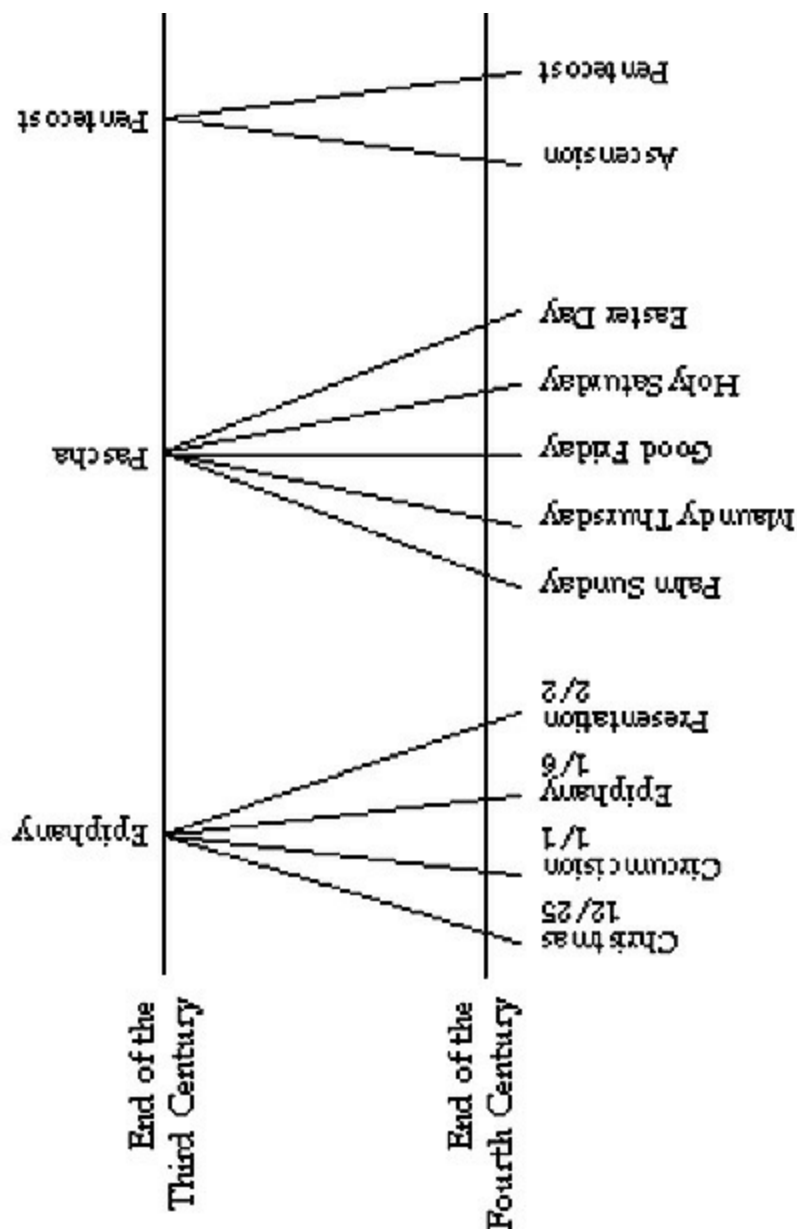 End of the
Third Century
Epiphany
Pascha
Pentecost
End of the
Fourth Century
Christmas
12/25
Circumcision
1/1
Epiphany
1/6
Presentation
2/2
Palm Sunday
Maundy Thursday
Good Friday
Holy Saturday
Easter Day
Ascension
Pentecost